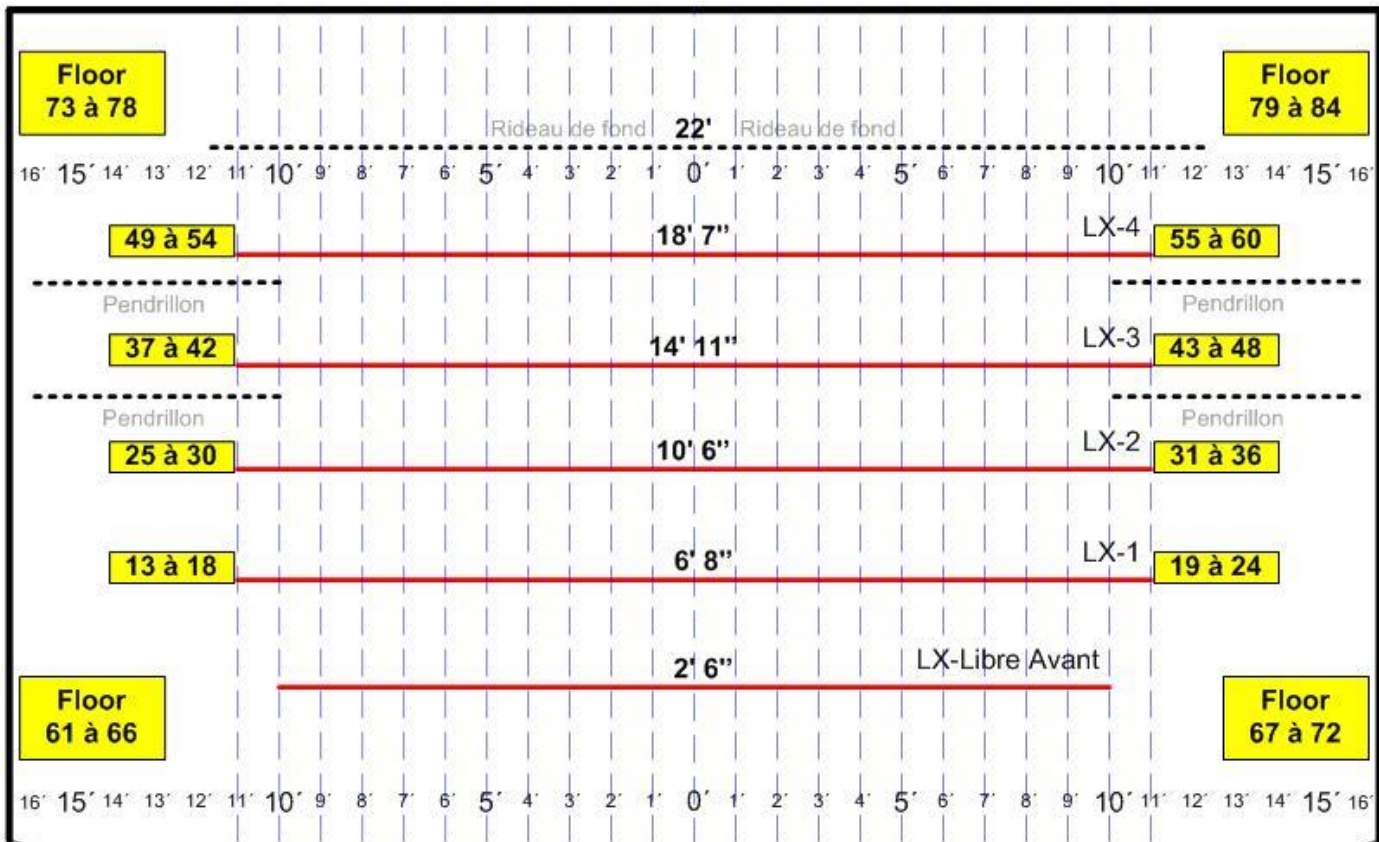 Floor
73 à 78
Floor
79 à 84
Rideau de fond 22' Rideau de fond
16´ 15´ 14´ 13´ 12´ 11´ 10´ 9´ 8´ 7´ 6´ 5´ 4´ 3´ 2´ 1´ 0´ 1´ 2´ 3´ 4´ 5´ 6´ 7´ 8´ 9´ 10´ 11´ 12´ 13´ 14´ 15´ 16´
49 à 54 18' 7" LX-4 55 à 60
Pendrillon Pendrillon
37 à 42 14' 11" LX-3 43 à 48
Pendrillon Pendrillon
25 à 30 10' 6" LX-2 31 à 36
13 à 18 6' 8" LX-1 19 à 24
2' 6" LX-Libre Avant
Floor
61 à 66
Floor
67 à 72
16´ 15´ 14´ 13´ 12´ 11´ 10´ 9´ 8´ 7´ 6´ 5´ 4´ 3´ 2´ 1´ 0´ 1´ 2´ 3´ 4´ 5´ 6´ 7´ 8´ 9´ 10´ 11´ 12´ 13´ 14´ 15´ 16´